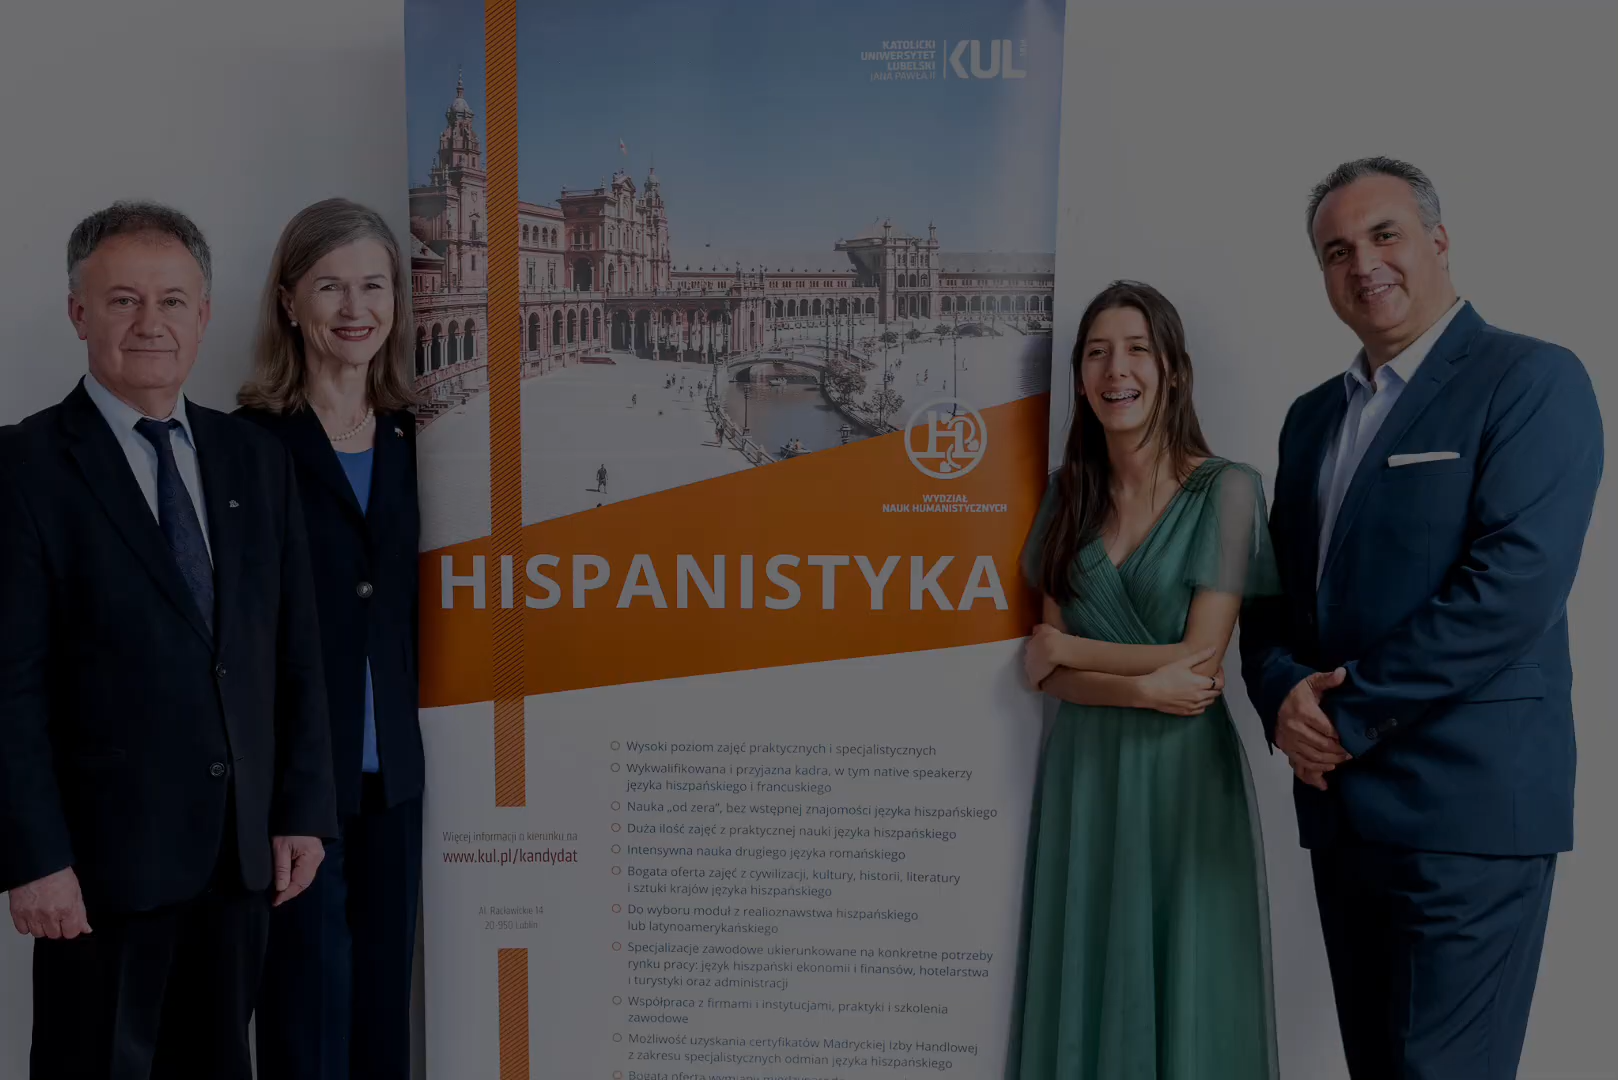 KATOLICKI
UNIWERSYTET
LUBELSKI
JANA PAWŁA II
KUL
WYDZIAŁ
NAUK HUMANISTYCZNYCH
HISPANISTYKA
Wysoki poziom zajęć praktycznych i specjalistycznych
Wykwalifikowana i przyjazna kadra, w tym native speakerzy
języka hiszpańskiego i francuskiego
Nauka „od zera”, bez wstępnej znajomości języka hiszpańskiego
Duża ilość zajęć z praktycznej nauki języka hiszpańskiego
Intensywna nauka drugiego języka romańskiego
Bogata oferta zajęć z cywilizacji, kultury, historii, literatury
i sztuki krajów języka hiszpańskiego
Do wyboru moduł z realioznawstwa hiszpańskiego
lub latynoamerykańskiego
Specjalizacje zawodowe ukierunkowane na konkretne potrzeby
rynku pracy: język hiszpański ekonomii i finansów, hotelarstwa
i turystyki oraz administracji
Współpraca z firmami i instytucjami, praktyki i szkolenia
zawodowe
Możliwość uzyskania certyfikatów Madryckiej Izby Handlowej
z zakresu specjalistycznych odmian języka hiszpańskiego
Bogata oferta wymiany
Więcej informacji o kierunku na
www.kul.pl/kandydat
Al. Racławickie 14
20-950 Lublin